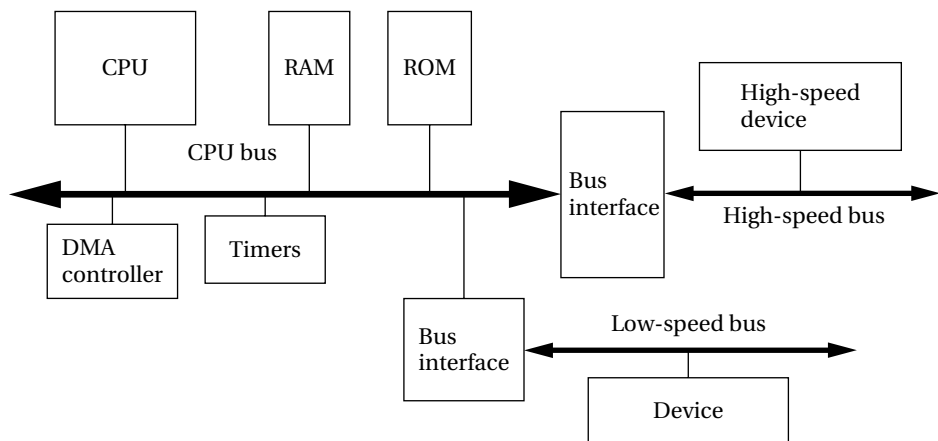 CPU
RAM
ROM
High-speed
device
CPU bus
Bus
interface
High-speed bus
DMA
controller
Timers
Low-speed bus
Bus
interface
Device